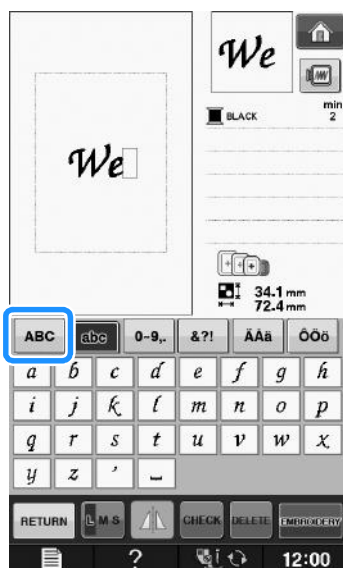 We
min
BLACK 2
We
34.1 mm
72.4 mm
ABC abc 0-9,. &?! ÄÅä ÔÖö
a b c d e f g h
i j k l m n o p
q r s t u v w x
y z ' ⎵
RETURN L M S CHECK DELETE EMBROIDERY
? 12:00